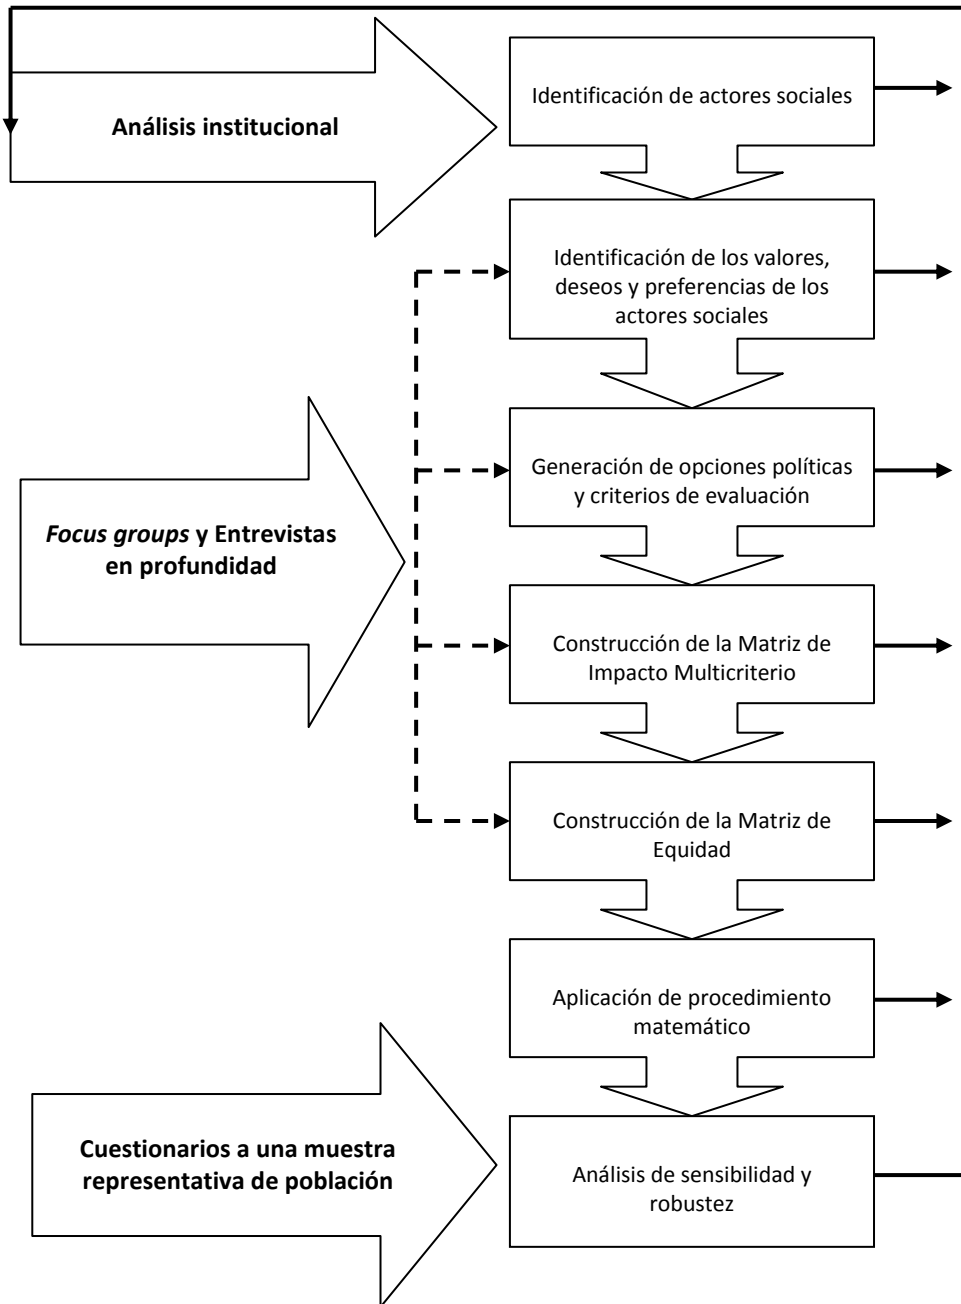 Identificación de actores sociales
Análisis institucional
Identificación de los valores,
deseos y preferencias de los
actores sociales
Generación de opciones políticas
y criterios de evaluación
Focus groups y Entrevistas
en profundidad
Construcción de la Matriz de
Impacto Multicriterio
Construcción de la Matriz de
Equidad
Aplicación de procedimiento
matemático
Cuestionarios a una muestra
representativa de población
Análisis de sensibilidad y
robustez